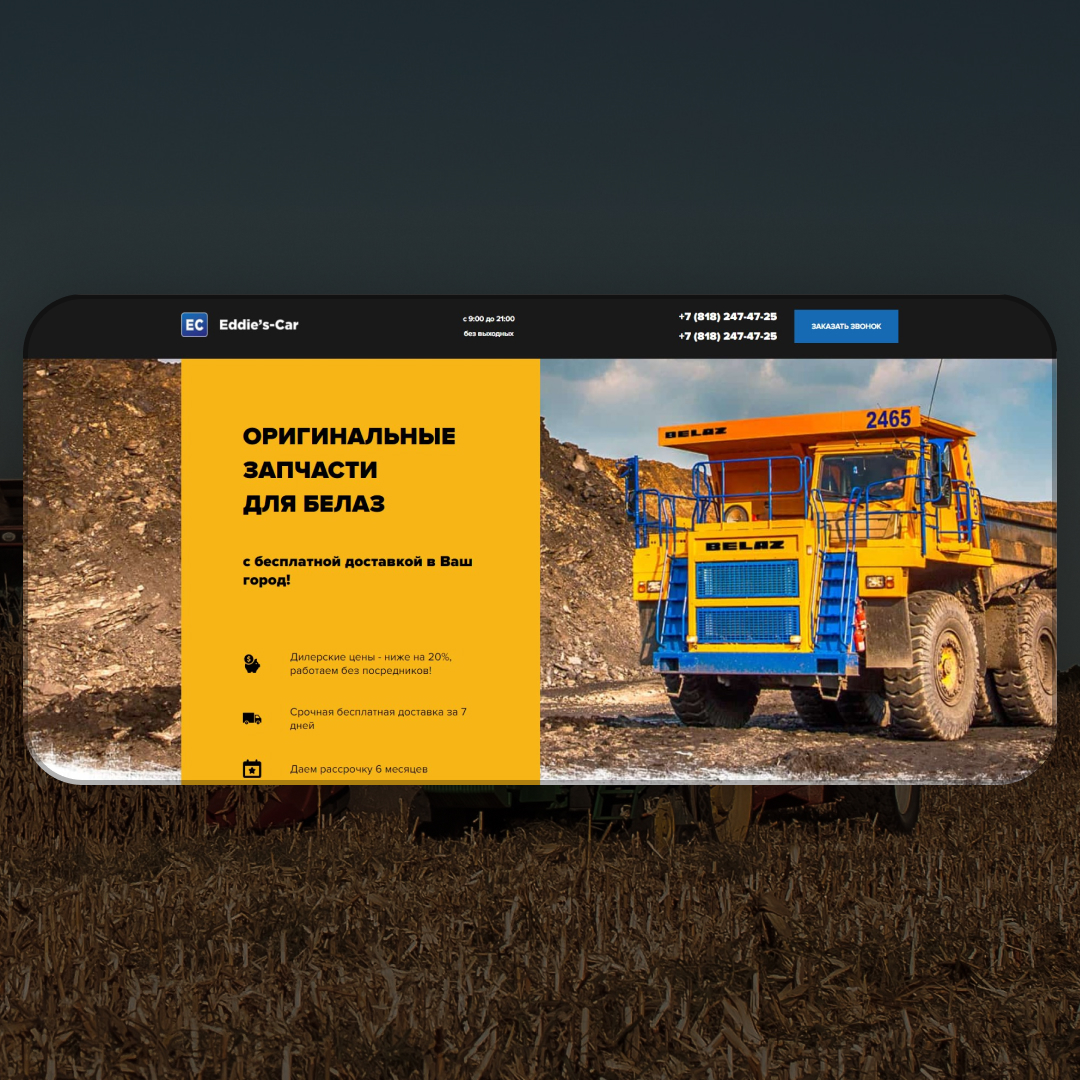 EC Eddie's-Car
с 9:00 до 21:00
без выходных
+7 (818) 247-47-25
+7 (818) 247-47-25
ЗАКАЗАТЬ ЗВОНОК
ОРИГИНАЛЬНЫЕ
ЗАПЧАСТИ
ДЛЯ БЕЛАЗ
с бесплатной доставкой в Ваш
город!
Дилерские цены - ниже на 20%,
работаем без посредников!
Срочная бесплатная доставка за 7
дней
Даем рассрочку 6 месяцев
2465
BELAZ
BELAZ